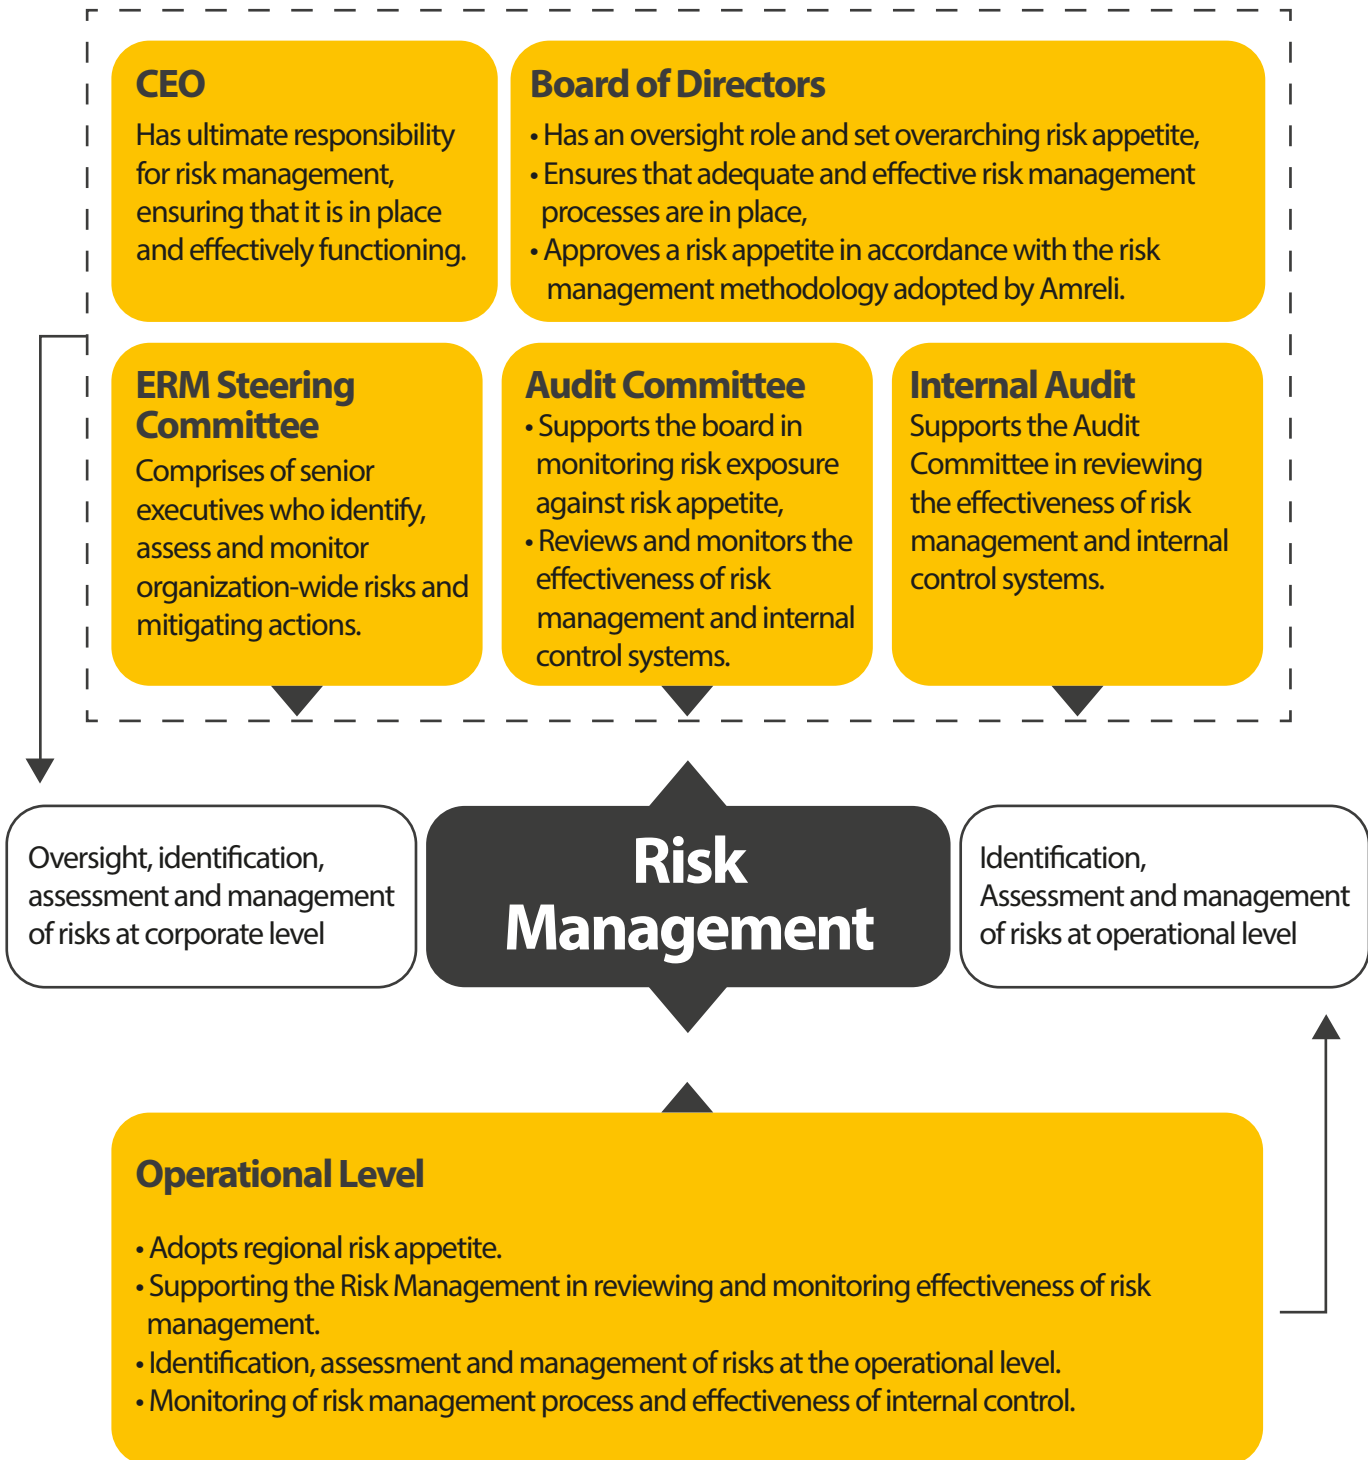 CEO
Has ultimate responsibility
for risk management,
ensuring that it is in place
and effectively functioning.
Board of Directors
• Has an oversight role and set overarching risk appetite,
• Ensures that adequate and effective risk management
processes are in place,
• Approves a risk appetite in accordance with the risk
management methodology adopted by Amreli.
ERM Steering
Committee
Comprises of senior
executives who identify,
assess and monitor
organization-wide risks and
mitigating actions.
Audit Committee
• Supports the board in
monitoring risk exposure
against risk appetite,
• Reviews and monitors the
effectiveness of risk
management and internal
control systems.
Internal Audit
Supports the Audit
Committee in reviewing
the effectiveness of risk
management and internal
control systems.
Oversight, identification,
assessment and management
of risks at corporate level
Risk
Management
Identification,
Assessment and management
of risks at operational level
Operational Level
• Adopts regional risk appetite.
• Supporting the Risk Management in reviewing and monitoring effectiveness of risk
management.
• Identification, assessment and management of risks at the operational level.
• Monitoring of risk management process and effectiveness of internal control.